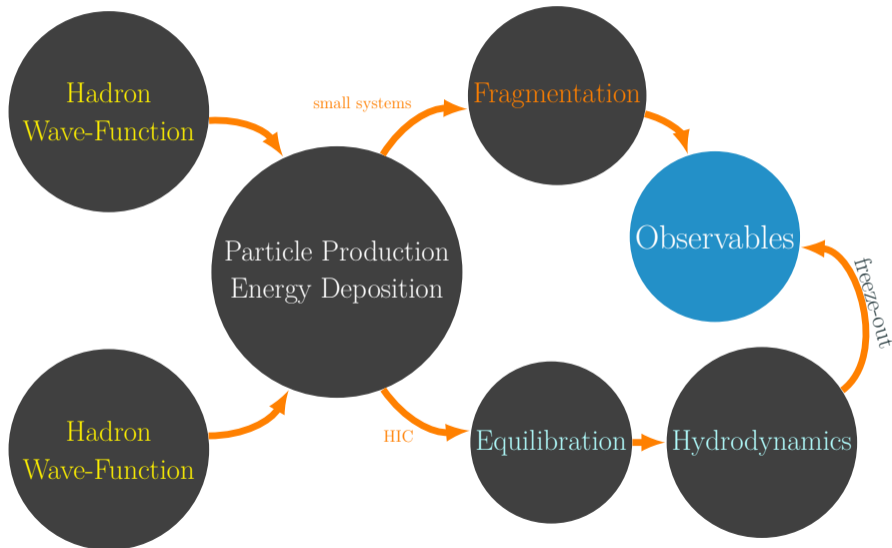 Hadron
Wave-Function
small systems
Fragmentation
Particle Production
Energy Deposition
Observables
freeze-out
Hadron
Wave-Function
HIC
Equilibration
Hydrodynamics